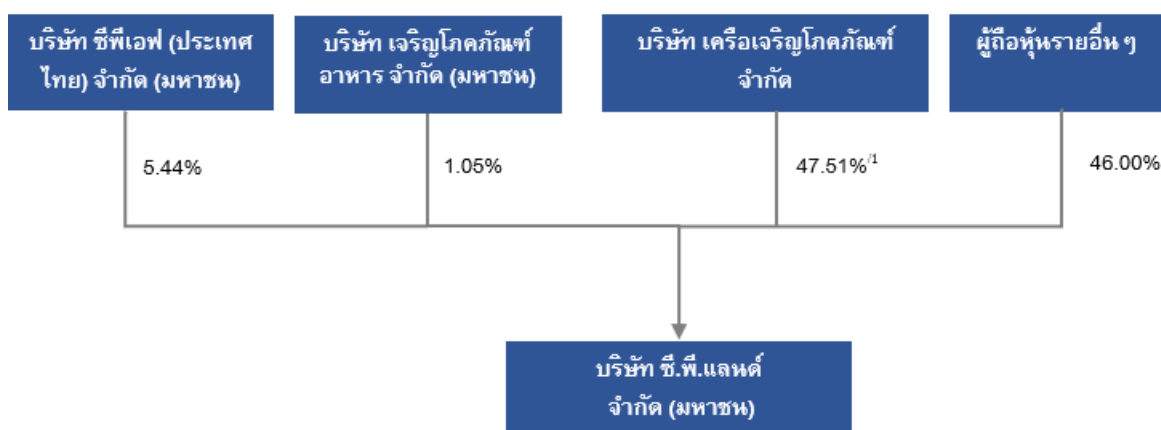 บริษัท ซีพีเอฟ (ประเทศ
ไทย) จำกัด (มหาชน)
บริษัท เจริญโภคภัณฑ์
อาหาร จำกัด (มหาชน)
บริษัท เครือเจริญโภคภัณฑ์
จำกัด
ผู้ถือหุ้นรายอื่น ๆ
5.44%
1.05%
47.51%/1
46.00%
บริษัท ซี.พี.แลนด์
จำกัด (มหาชน)